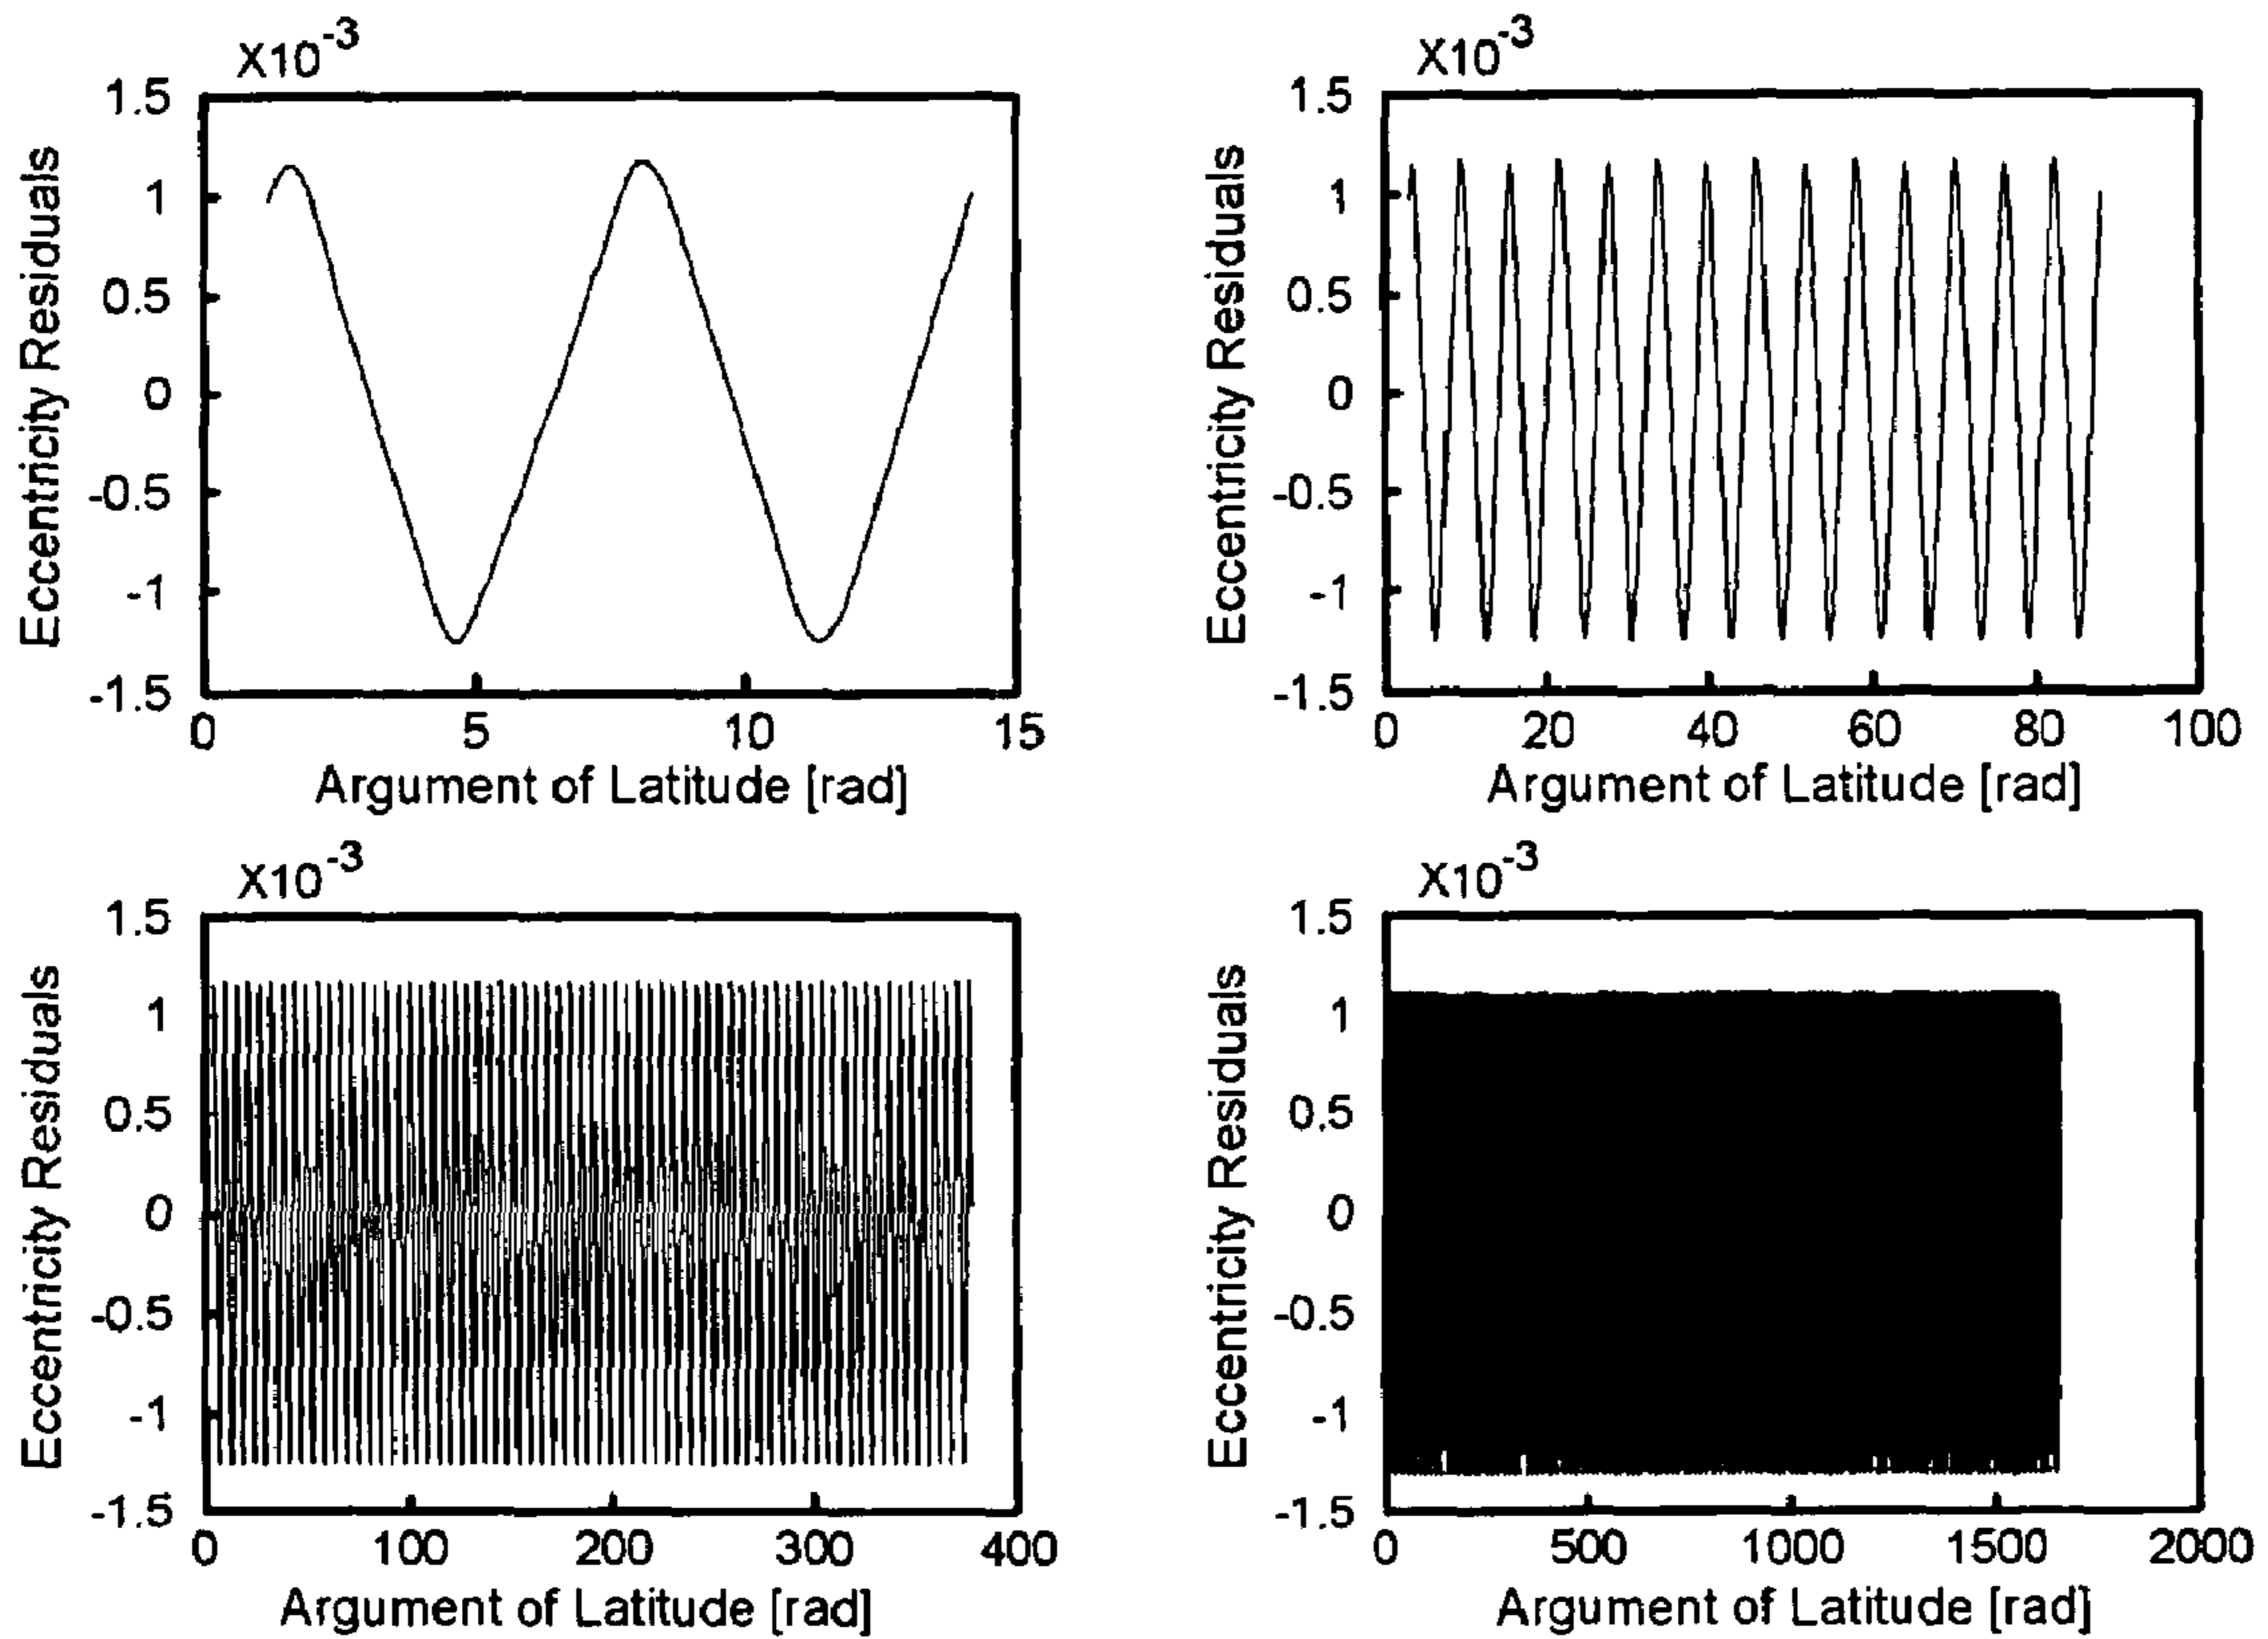 X10-3
1.5
1
0.5
0
-0.5
-1
-1.5
Eccentricity Residuals
0 5 10 15
Argument of Latitude [rad]
X10-3
1.5
1
0.5
0
-0.5
-1
-1.5
Eccentricity Residuals
0 20 40 60 80 100
Argument of Latitude [rad]
X10-3
1.5
1
0.5
0
-0.5
-1
-1.5
Eccentricity Residuals
0 100 200 300 400
Argument of Latitude [rad]
X10-3
1.5
1
0.5
0
-0.5
-1
-1.5
Eccentricity Residuals
0 500 1000 1500 2000
Argument of Latitude [rad]